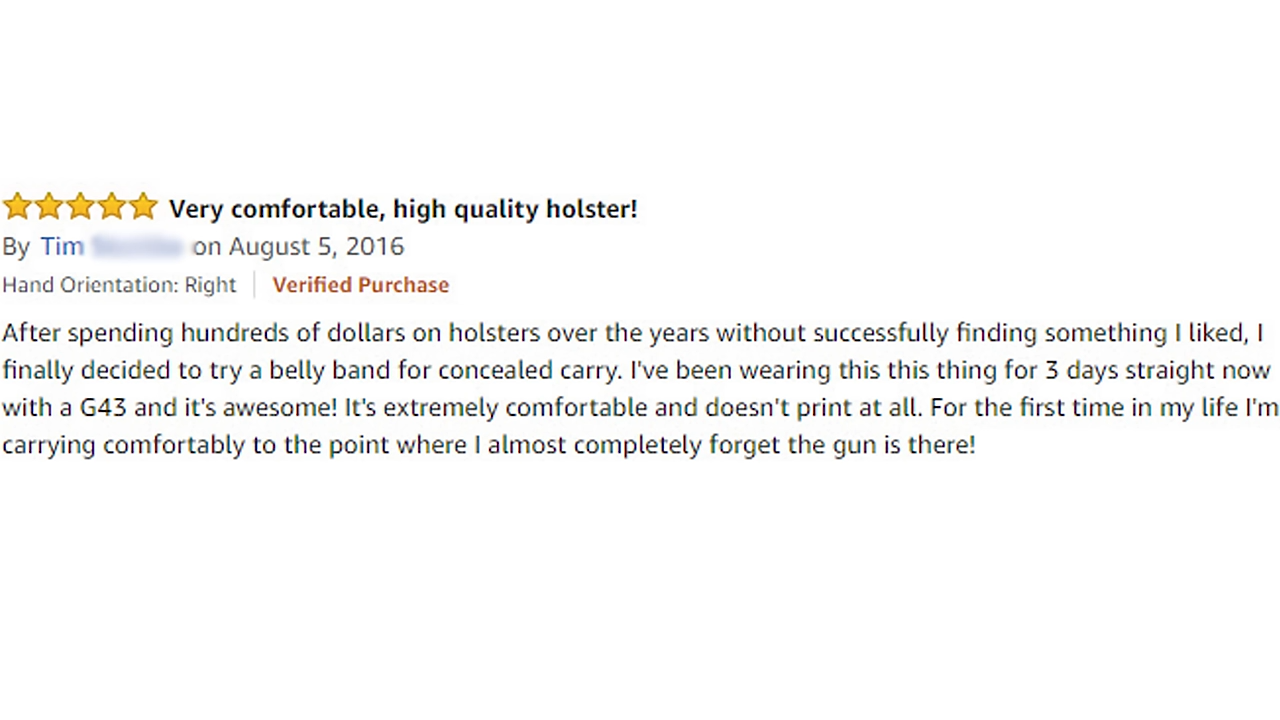 Very comfortable, high quality holster!
By Tim on August 5, 2016
Hand Orientation: Right Verified Purchase
After spending hundreds of dollars on holsters over the years without successfully finding something I liked, I
finally decided to try a belly band for concealed carry. I've been wearing this this thing for 3 days straight now
with a G43 and it's awesome! It's extremely comfortable and doesn't print at all. For the first time in my life I'm
carrying comfortably to the point where I almost completely forget the gun is there!